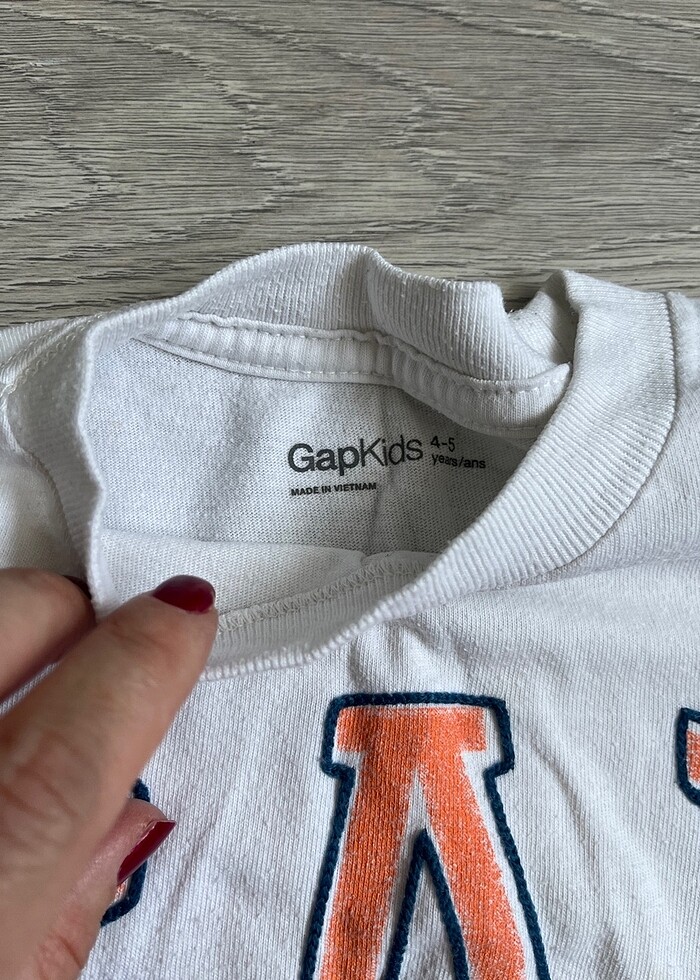 GapKids 4-5
years/ans
MADE IN VIETNAM
A